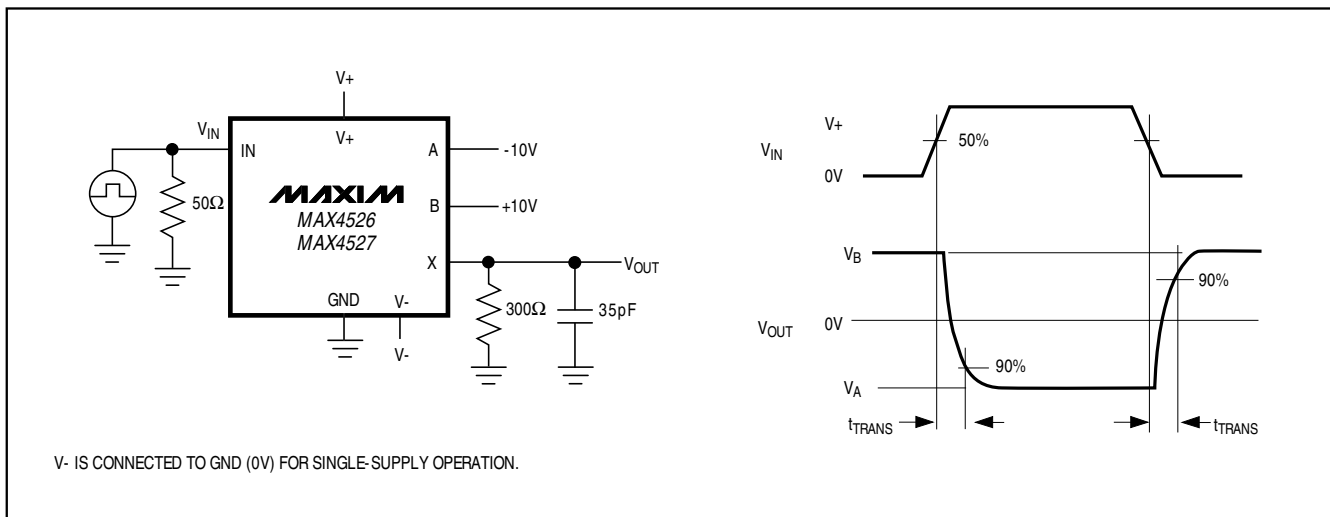 V+
V+
VIN
IN
A
-10V
50Ω
MAXIM
MAX4526
MAX4527
B
+10V
X
VOUT
GND
V-
300Ω
35pF
V-
V- IS CONNECTED TO GND (0V) FOR SINGLE-SUPPLY OPERATION.
V+
50%
VIN
0V
VB
90%
VOUT
0V
90%
VA
tTRANS
tTRANS